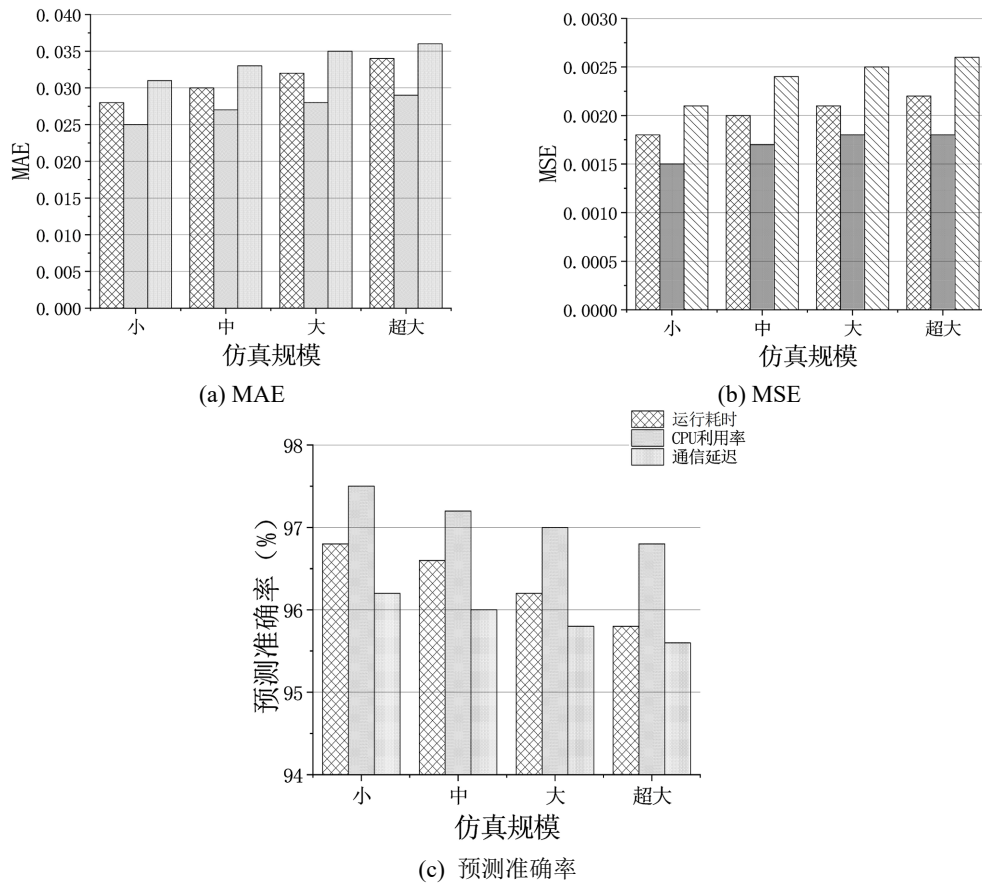 0.040
0.035
0.030
0.025
0.020
0.015
0.010
0.005
0.000
MAE
小 中 大 超大
仿真规模
(a) MAE
0.0030
0.0025
0.0020
0.0015
0.0010
0.0005
0.0000
MSE
小 中 大 超大
仿真规模
(b) MSE
运行耗时
CPU利用率
通信延迟
98
97
96
95
94
预测准确率（%）
小 中 大 超大
仿真规模
(c) 预测准确率